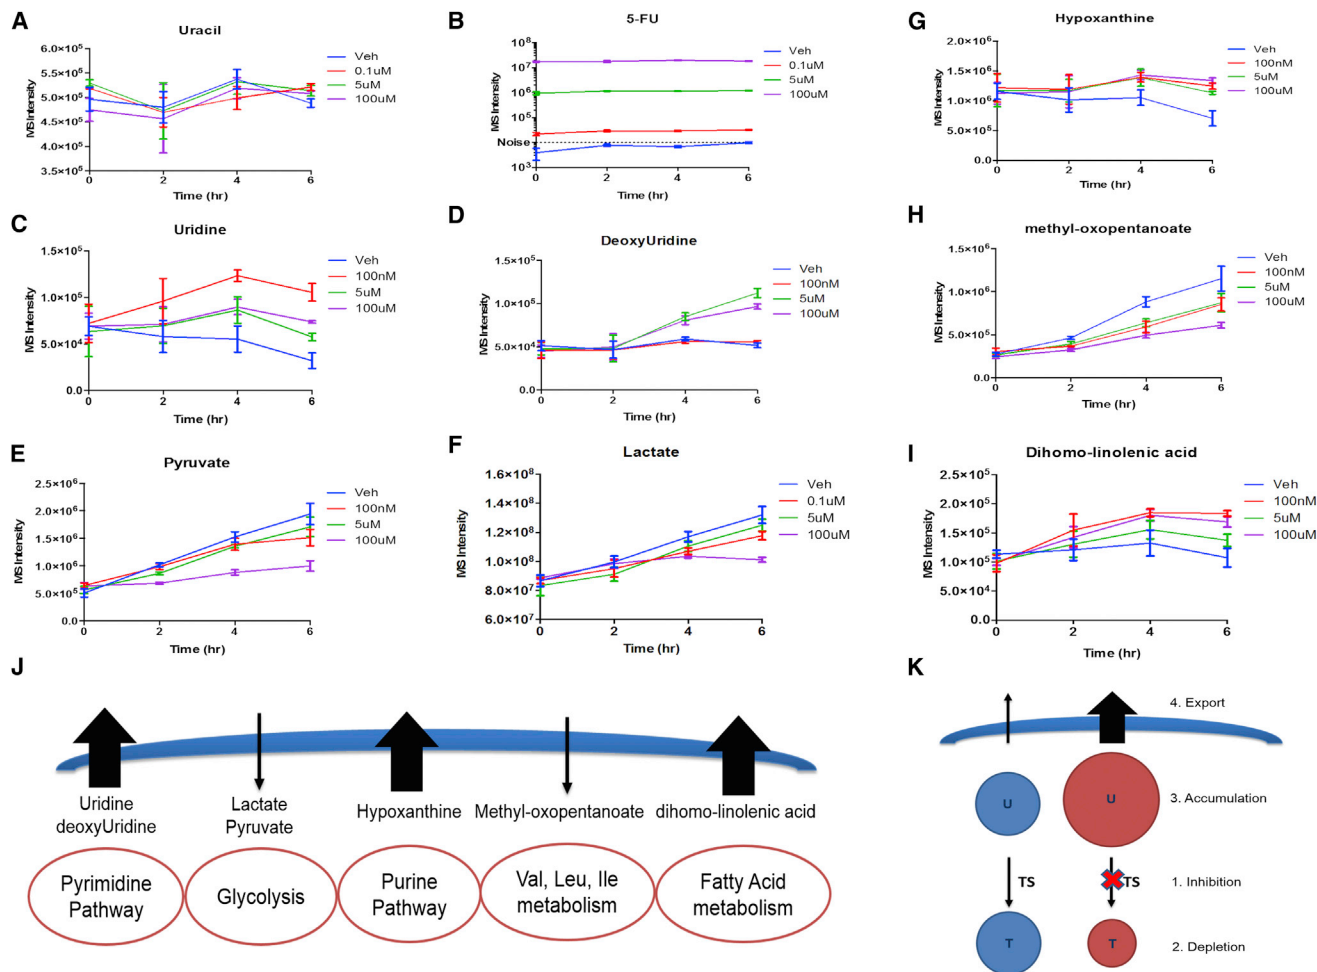 A
Uracil
6.0×10⁵
5.5×10⁵
5.0×10⁵
4.5×10⁵
4.0×10⁵
3.5×10⁵
MS Intensity
0 2 4 6
Time (hr)
Veh
0.1uM
5uM
100uM
B
5-FU
10⁸
10⁷
10⁶
10⁵
Noise
10³
MS Intensity
0 2 4 6
Time (hr)
Veh
0.1uM
5uM
100uM
G
Hypoxanthine
2.0×10⁶
1.5×10⁶
1.0×10⁶
5.0×10⁵
0.0
MS Intensity
0 2 4 6
Time (hr)
Veh
100nM
5uM
100uM
C
Uridine
1.5×10⁵
1.0×10⁵
5.0×10⁴
0.0
MS Intensity
0 2 4 6
Time (hr)
Veh
100nM
5uM
100uM
D
DeoxyUridine
1.5×10⁵
1.0×10⁵
5.0×10⁴
0.0
MS Intensity
0 2 4 6
Time (hr)
Veh
100nM
5uM
100uM
H
methyl-oxopentanoate
1.5×10⁶
1.0×10⁶
5.0×10⁵
0.0
MS Intensity
0 2 4 6
Time (hr)
Veh
100nM
5uM
100uM
E
Pyruvate
2.5×10⁶
2.0×10⁶
1.5×10⁶
1.0×10⁶
5.0×10⁵
0.0
MS Intensity
0 2 4 6
Time (hr)
Veh
100nM
5uM
100uM
F
Lactate
1.6×10⁸
1.4×10⁸
1.2×10⁸
1.0×10⁸
8.0×10⁷
6.0×10⁷
MS Intensity
0 2 4 6
Time (hr)
Veh
0.1uM
5uM
100uM
I
Dihomo-linolenic acid
2.5×10⁵
2.0×10⁵
1.5×10⁵
1.0×10⁵
5.0×10⁴
0.0
MS Intensity
0 2 4 6
Time (hr)
Veh
100nM
5uM
100uM
J
Uridine
deoxyUridine
Lactate
Pyruvate
Hypoxanthine
Methyl-oxopentanoate
dihomo-linolenic acid
Pyrimidine
Pathway
Glycolysis
Purine
Pathway
Val, Leu, Ile
metabolism
Fatty Acid
metabolism
K
4. Export
U U
3. Accumulation
TS TS
1. Inhibition
T T
2. Depletion